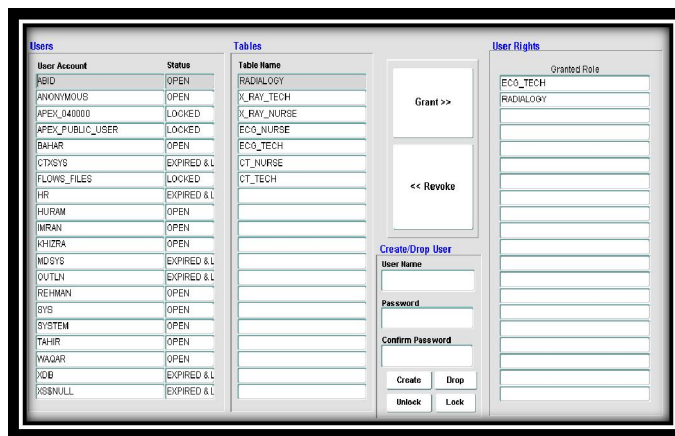 Users
User Account Status
ABID OPEN
ANONYMOUS OPEN
APEX_040000 LOCKED
APEX_PUBLIC_USER LOCKED
BAHAR OPEN
CTXSYS EXPIRED & L
FLOWS_FILES LOCKED
HR EXPIRED & L
HURAM OPEN
IMRAN OPEN
KHIZRA OPEN
MDSYS EXPIRED & L
OUTLN EXPIRED & L
REHMAN OPEN
SYS OPEN
SYSTEM OPEN
TAHIR OPEN
WAQAR OPEN
XDB EXPIRED & L
XS$NULL EXPIRED & L
Tables
Table Name
RADIALOGY
X_RAY_TECH
X_RAY_NURSE
ECG_NURSE
ECG_TECH
CT_NURSE
CT_TECH
Grant >>
<< Revoke
Create/Drop User
User Name
Password
Confirm Password
Create Drop
Unlock Lock
User Rights
Granted Role
ECG_TECH
RADIALOGY